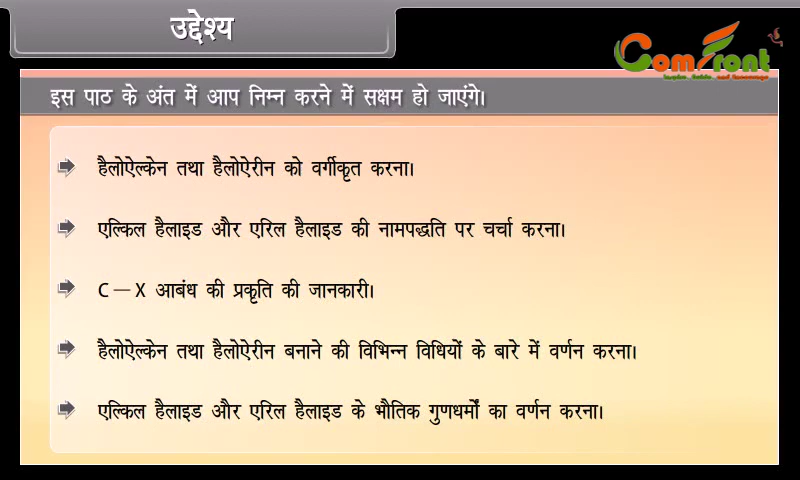 उद्देश्य
Comfront
इस पाठ के अंत में आप निम्न करने में सक्षम हो जाएंगे।
हैलोऐल्केन तथा हैलोऐरीन को वर्गीकृत करना।
एल्किल हैलाइड और एरिल हैलाइड की नामपद्धति पर चर्चा करना।
C — X आबंध की प्रकृति की जानकारी।
हैलोऐल्केन तथा हैलोऐरीन बनाने की विभिन्न विधियों के बारे में वर्णन करना।
एल्किल हैलाइड और एरिल हैलाइड के भौतिक गुणधर्मों का वर्णन करना।